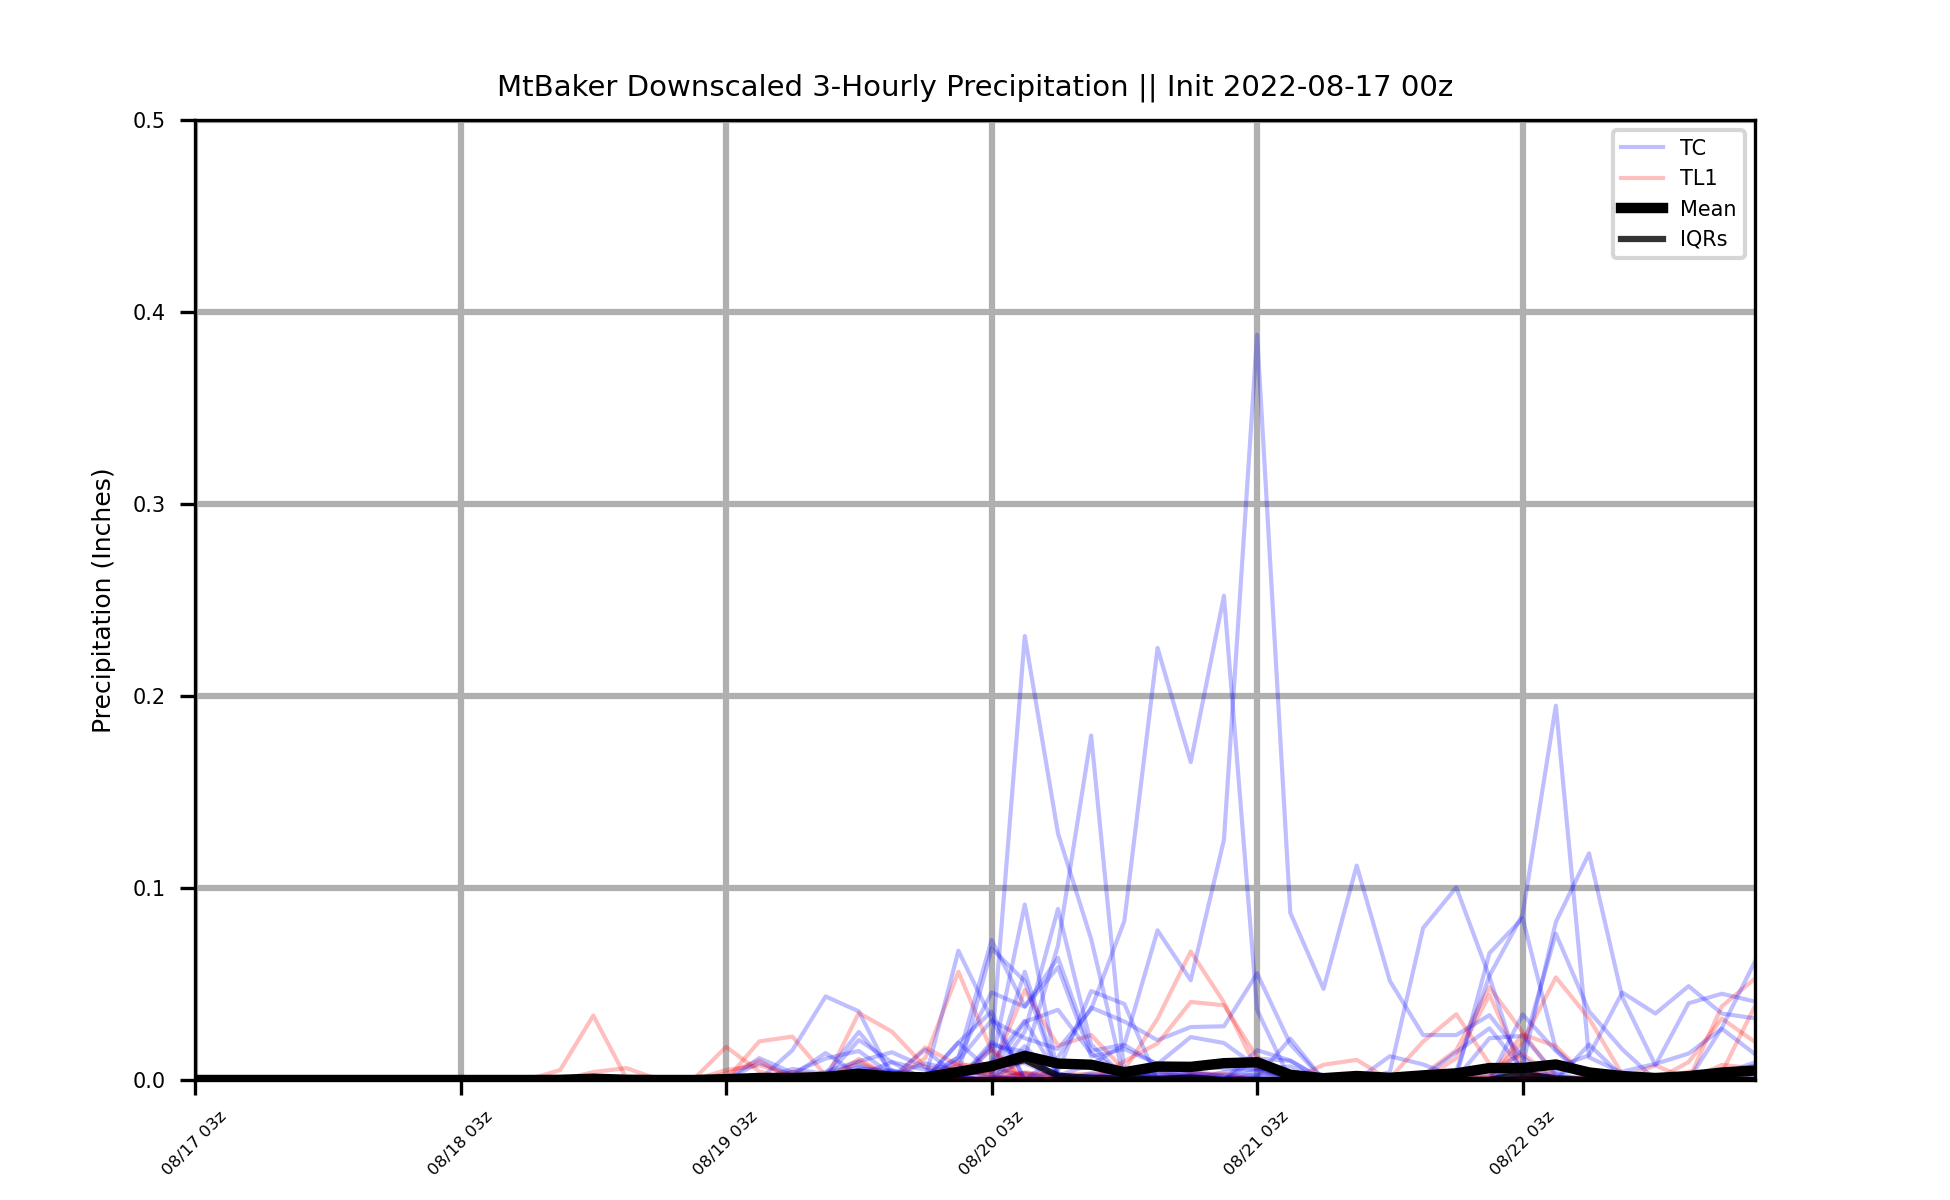 MtBaker Downscaled 3-Hourly Precipitation || Init 2022-08-17 00z
TC
TL1
Mean
IQRs
Precipitation (Inches)
0.5
0.4
0.3
0.2
0.1
0.0
08/17 03z
08/18 03z
08/19 03z
08/20 03z
08/21 03z
08/22 03z